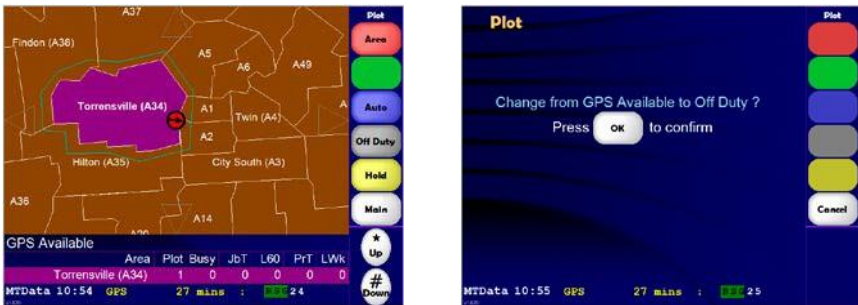 A37
Findon (A38)
A5
A6
A49
Torrensville (A34)
A1
Twin (A4)
A
A2
Hilton (A35)
City South (A3)
A36
A14
A20
GPS Available
Area Plot Busy JbT L60 PrT LWk
Torrensville (A34) 1 0 0 0 0 0
MTData 10:54 GPS 27 mins : 24
Plot
Area
Auto
Off Duty
Hold
Main
* Up
# Down
Plot
Change from GPS Available to Off Duty ?
Press OK to confirm
MTData 10:55 GPS 27 mins : 25
Plot
Cancel